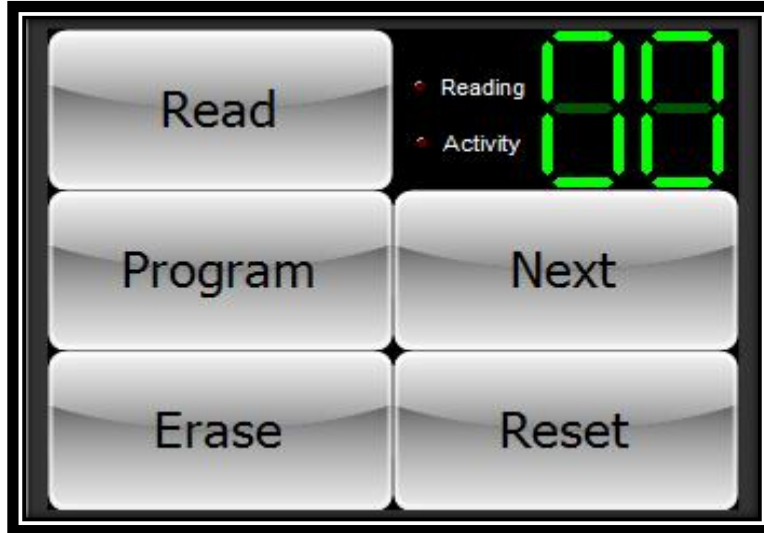 Read
Reading
Activity
00
Program
Next
Erase
Reset